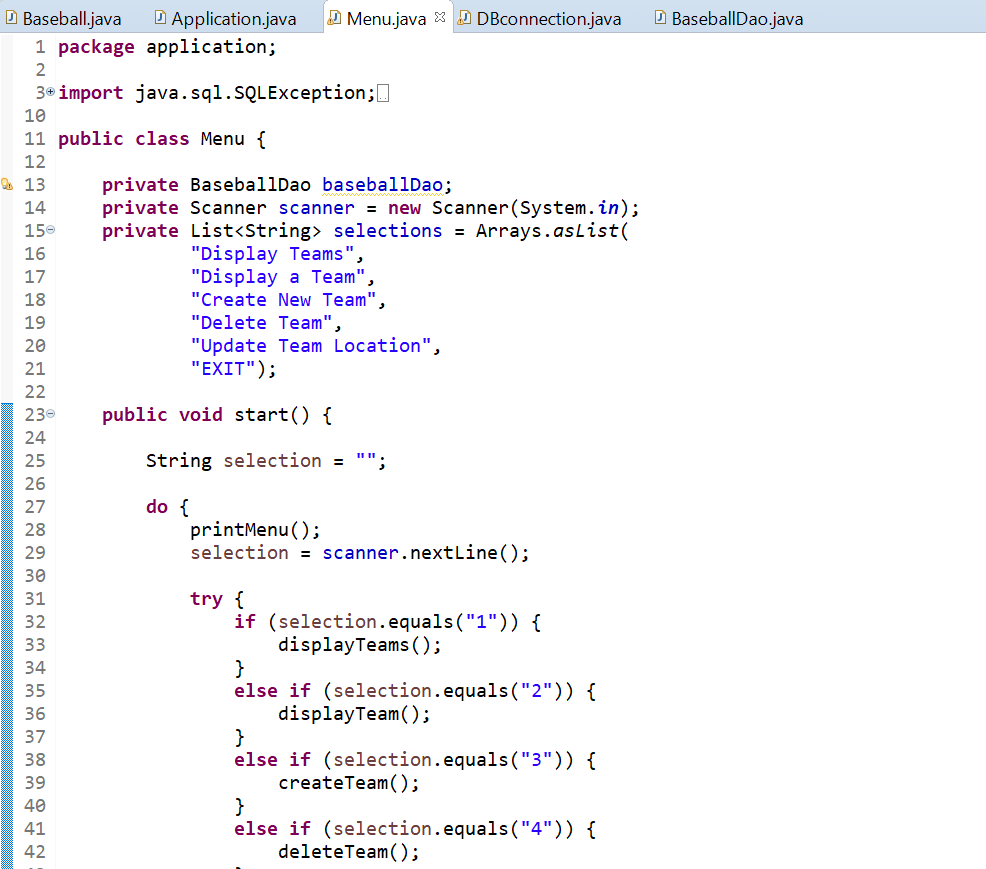 Baseball.java Application.java Menu.java DBconnection.java BaseballDao.java
1 package application;
2
3 import java.sql.SQLException;
10
11 public class Menu {
12
13     private BaseballDao baseballDao;
14     private Scanner scanner = new Scanner(System.in);
15     private List<String> selections = Arrays.asList(
16             "Display Teams",
17             "Display a Team",
18             "Create New Team",
19             "Delete Team",
20             "Update Team Location",
21             "EXIT");
22
23     public void start() {
24
25         String selection = "";
26
27         do {
28             printMenu();
29             selection = scanner.nextLine();
30
31             try {
32                 if (selection.equals("1")) {
33                     displayTeams();
34                 }
35                 else if (selection.equals("2")) {
36                     displayTeam();
37                 }
38                 else if (selection.equals("3")) {
39                     createTeam();
40                 }
41                 else if (selection.equals("4")) {
42                     deleteTeam();